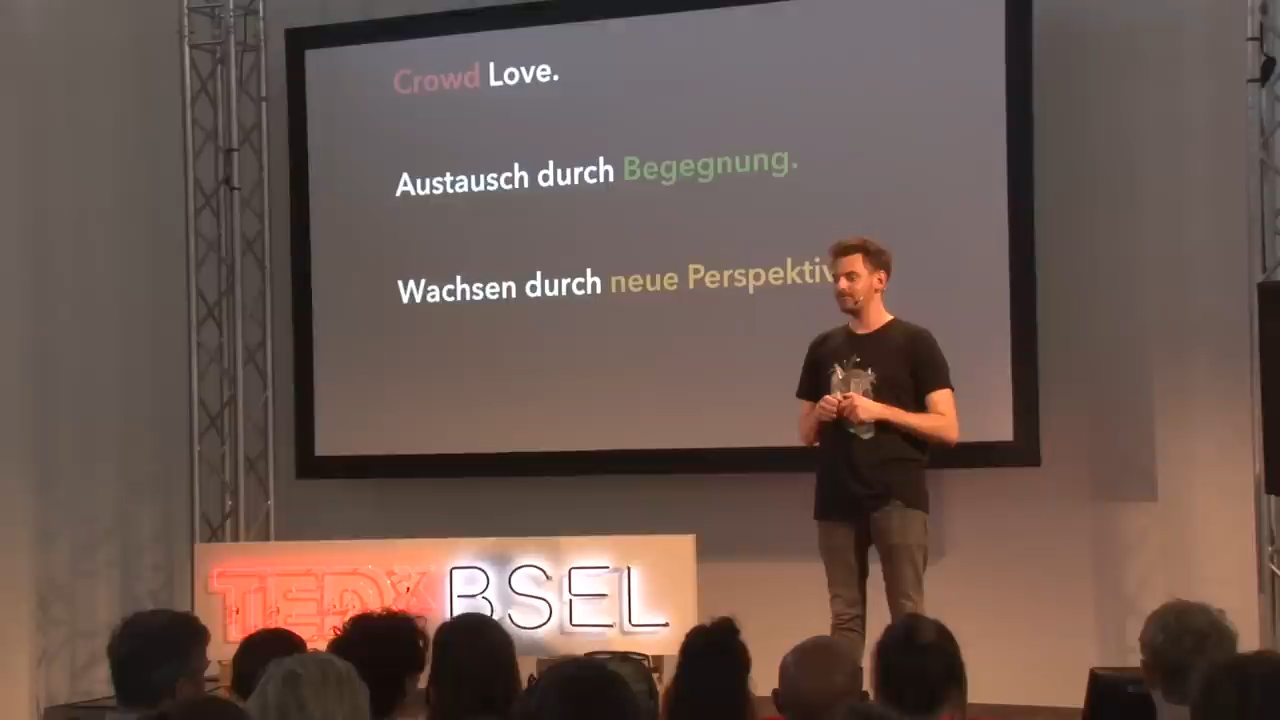 Crowd Love.
Austausch durch Begegnung.
Wachsen durch neue Perspektiv
TEDx BSEL